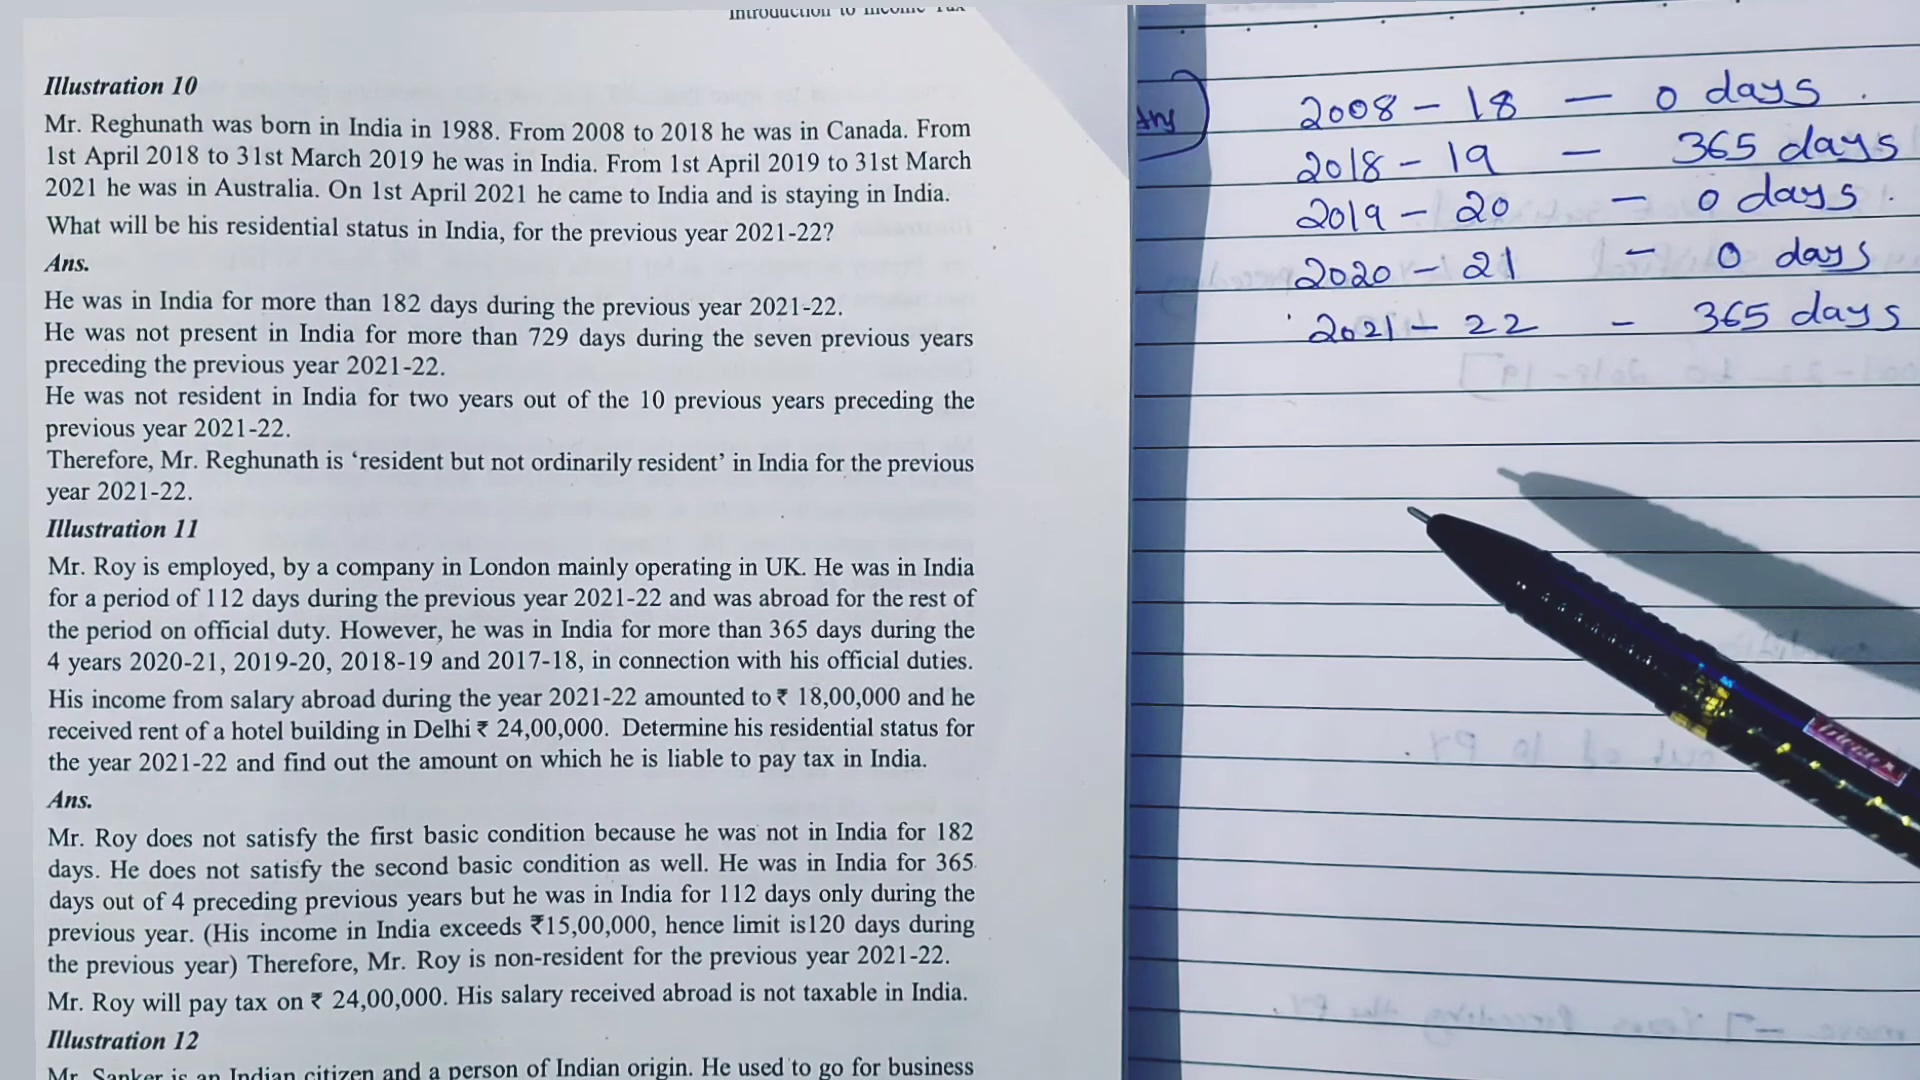 Introduction to Income Tax
Illustration 10
Mr. Reghunath was born in India in 1988. From 2008 to 2018 he was in Canada. From
1st April 2018 to 31st March 2019 he was in India. From 1st April 2019 to 31st March
2021 he was in Australia. On 1st April 2021 he came to India and is staying in India.
What will be his residential status in India, for the previous year 2021-22?
Ans.
He was in India for more than 182 days during the previous year 2021-22.
He was not present in India for more than 729 days during the seven previous years
preceding the previous year 2021-22.
He was not resident in India for two years out of the 10 previous years preceding the
previous year 2021-22.
Therefore, Mr. Reghunath is ‘resident but not ordinarily resident’ in India for the previous
year 2021-22.
Illustration 11
Mr. Roy is employed, by a company in London mainly operating in UK. He was in India
for a period of 112 days during the previous year 2021-22 and was abroad for the rest of
the period on official duty. However, he was in India for more than 365 days during the
4 years 2020-21, 2019-20, 2018-19 and 2017-18, in connection with his official duties.
His income from salary abroad during the year 2021-22 amounted to ₹ 18,00,000 and he
received rent of a hotel building in Delhi ₹ 24,00,000. Determine his residential status for
the year 2021-22 and find out the amount on which he is liable to pay tax in India.
Ans.
Mr. Roy does not satisfy the first basic condition because he was not in India for 182
days. He does not satisfy the second basic condition as well. He was in India for 365
days out of 4 preceding previous years but he was in India for 112 days only during the
previous year. (His income in India exceeds ₹15,00,000, hence limit is120 days during
the previous year) Therefore, Mr. Roy is non-resident for the previous year 2021-22.
Mr. Roy will pay tax on ₹ 24,00,000. His salary received abroad is not taxable in India.
Illustration 12
Mr. Sanker is an Indian citizen and a person of Indian origin. He used to go for business
Ans
2008 - 18 — 0 days.
2018 - 19 — 365 days
2019 - 20 — 0 days.
2020 - 21 — 0 days
2021 - 22 - 365 days